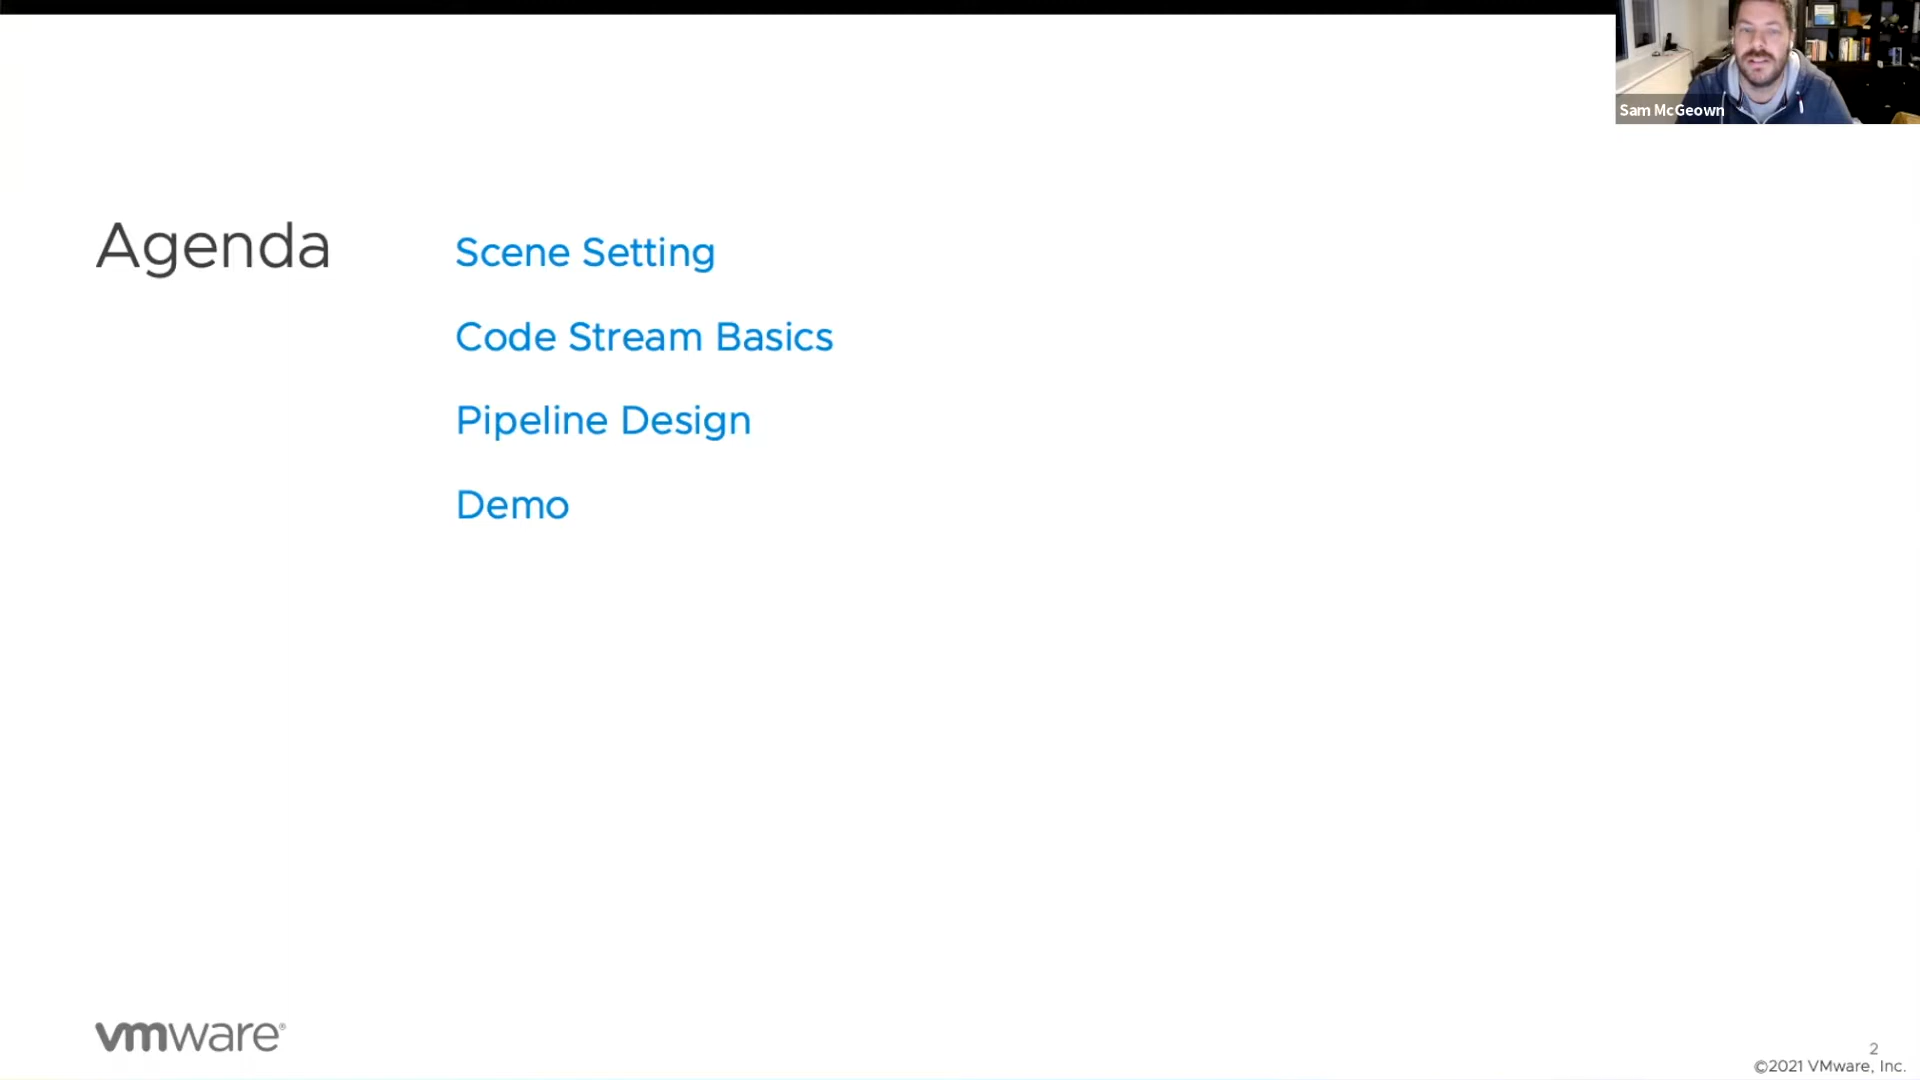 Sam McGeown
Agenda
Scene Setting
Code Stream Basics
Pipeline Design
Demo
vmware®
2
©2021 VMware, Inc.